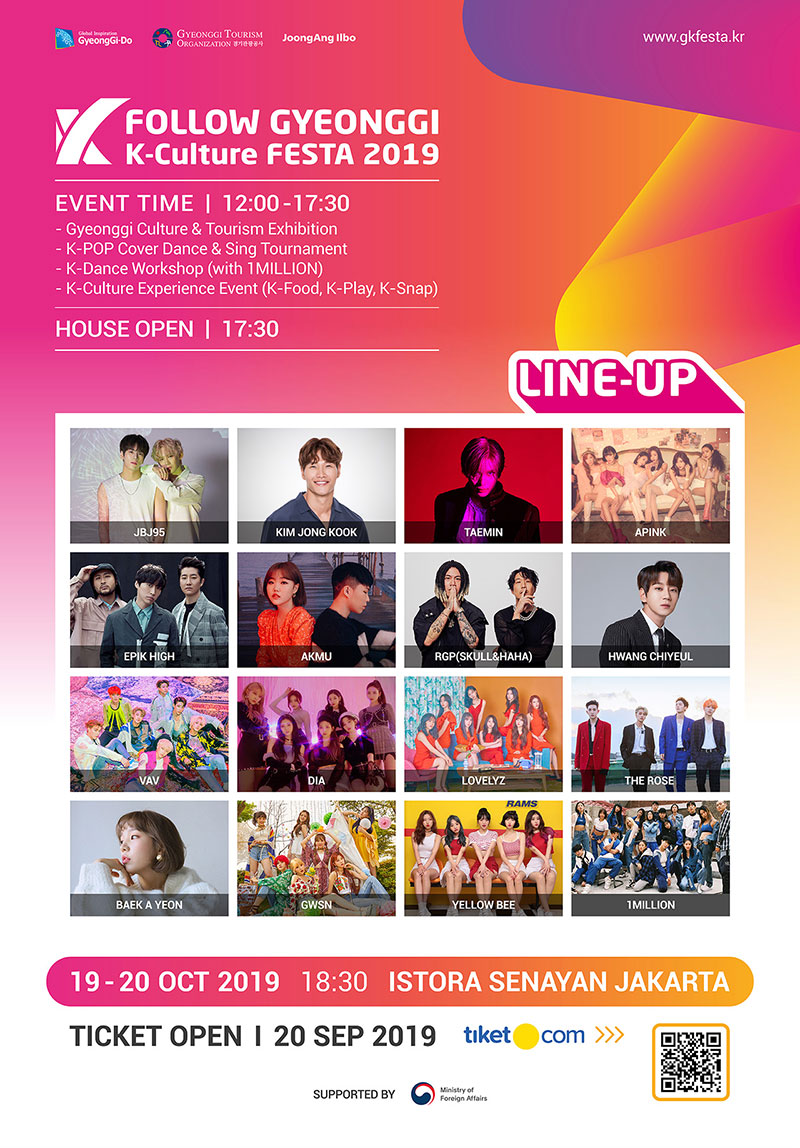 Global Inspiration
GyeongGi-Do
GYEONGGI TOURISM
ORGANIZATION 경기관광공사
JoongAng Ilbo
www.gkfesta.kr
FOLLOW GYEONGGI
K-Culture FESTA 2019
EVENT TIME | 12:00-17:30
- Gyeonggi Culture & Tourism Exhibition
- K-POP Cover Dance & Sing Tournament
- K-Dance Workshop (with 1MILLION)
- K-Culture Experience Event (K-Food, K-Play, K-Snap)
HOUSE OPEN | 17:30
LINE-UP
JBJ95
KIM JONG KOOK
TAEMIN
APINK
EPIK HIGH
AKMU
RGP(SKULL&HAHA)
HWANG CHIYEUL
VAV
DIA
LOVELYZ
THE ROSE
BAEK A YEON
GWSN
RAMS
YELLOW BEE
1MILLION
19-20 OCT 2019 18:30 ISTORA SENAYAN JAKARTA
TICKET OPEN I 20 SEP 2019 tiket.com >>>
SUPPORTED BY
Ministry of
Foreign Affairs